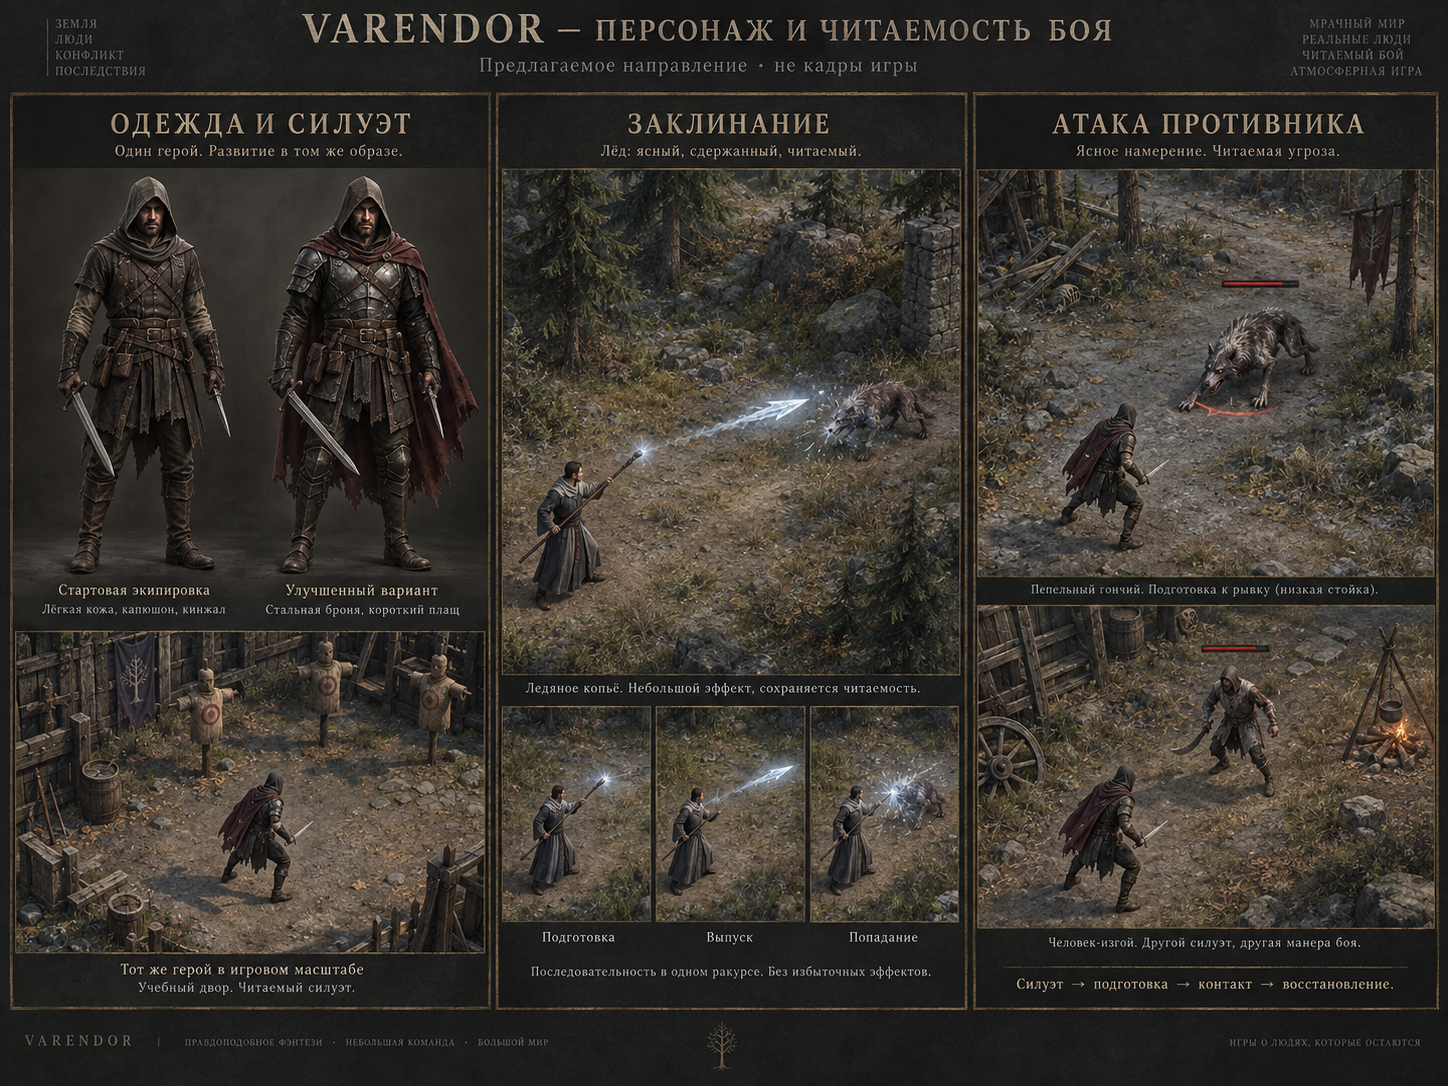 ЗЕМЛЯ
ЛЮДИ
КОНФЛИКТ
ПОСЛЕДСТВИЯ
VARENDOR — ПЕРСОНАЖ И ЧИТАЕМОСТЬ БОЯ
Предлагаемое направление • не кадры игры
МРАЧНЫЙ МИР
РЕАЛЬНЫЕ ЛЮДИ
ЧИТАЕМЫЙ БОЙ
АТМОСФЕРНАЯ ИГРА
ОДЕЖДА И СИЛУЭТ
Один герой. Развитие в том же образе.
Стартовая экипировка
Лёгкая кожа, капюшон, кинжал
Улучшенный вариант
Стальная броня, короткий плащ
Тот же герой в игровом масштабе
Учебный двор. Читаемый силуэт.
ЗАКЛИНАНИЕ
Лёд: ясный, сдержанный, читаемый.
Ледяное копьё. Небольшой эффект, сохраняется читаемость.
Подготовка
Выпуск
Попадание
Последовательность в одном ракурсе. Без избыточных эффектов.
АТАКА ПРОТИВНИКА
Ясное намерение. Читаемая угроза.
Пепельный гончий. Подготовка к рывку (низкая стойка).
Человек-изгой. Другой силуэт, другая манера боя.
Силуэт → подготовка → контакт → восстановление.
VARENDOR | ПРАВДОПОДОБНОЕ ФЭНТЕЗИ • НЕБОЛЬШАЯ КОМАНДА • БОЛЬШОЙ МИР
ИГРЫ О ЛЮДЯХ, КОТОРЫЕ ОСТАЮТСЯ